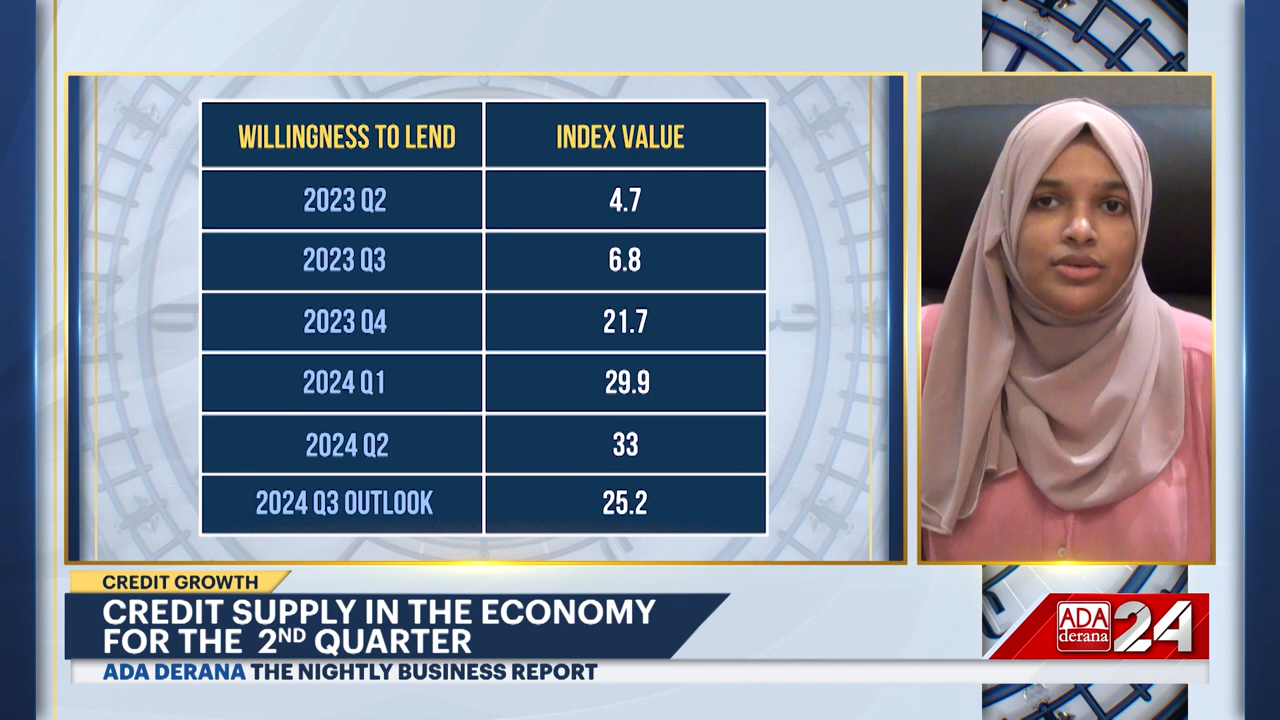 WILLINGNESS TO LEND INDEX VALUE
2023 Q2 4.7
2023 Q3 6.8
2023 Q4 21.7
2024 Q1 29.9
2024 Q2 33
2024 Q3 OUTLOOK 25.2
CREDIT GROWTH
CREDIT SUPPLY IN THE ECONOMY
FOR THE 2ND QUARTER
ADA DERANA THE NIGHTLY BUSINESS REPORT
ADA
derana
24